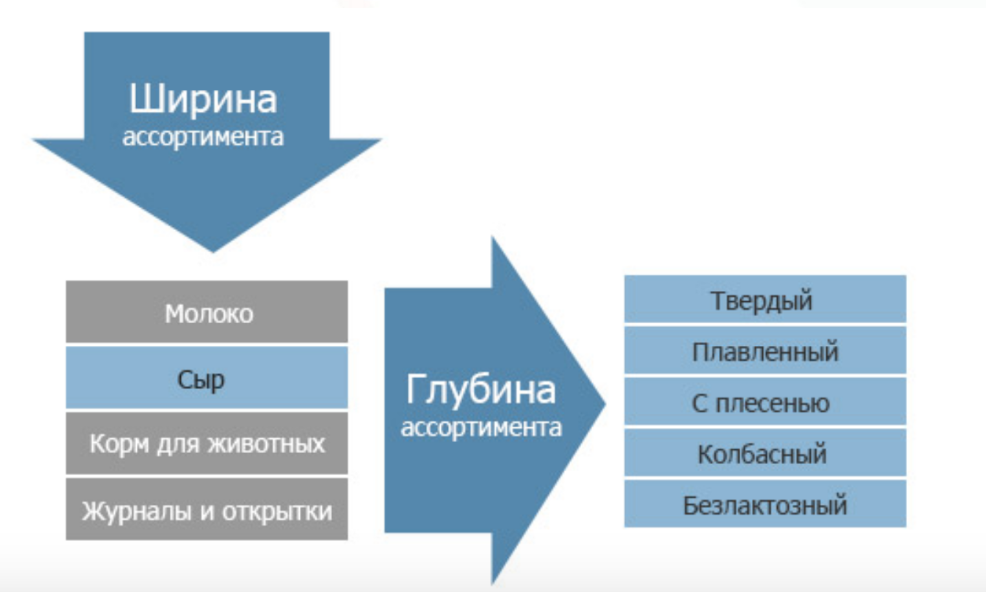 Ширина
ассортимента
Молоко
Сыр
Корм для животных
Журналы и открытки
Глубина
ассортимента
Твердый
Плавленный
С плесенью
Колбасный
Безлактозный